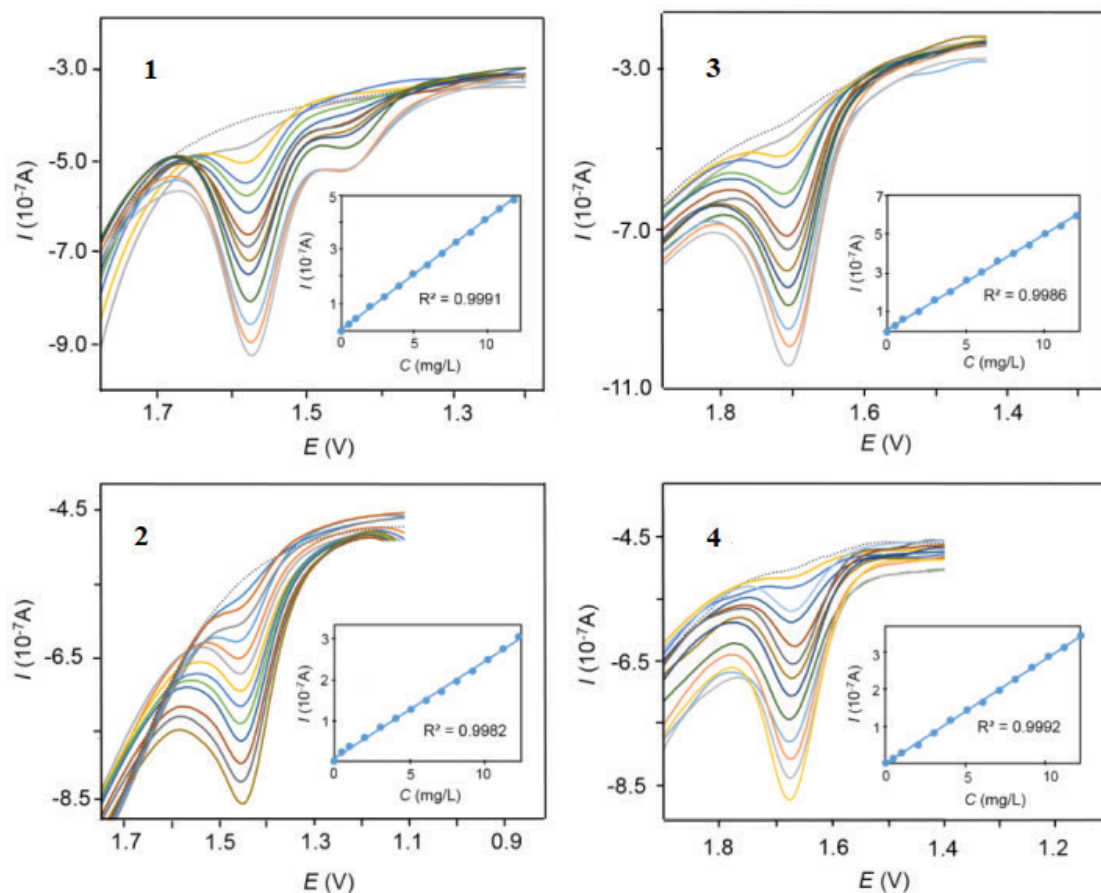 1
-3.0
-5.0
-7.0
-9.0
I (10⁻⁷A)
1.7
1.5
1.3
E (V)
5
3
1
I (10⁻⁷A)
R² = 0.9991
0
5
10
C (mg/L)
3
-3.0
-7.0
-11.0
I (10⁻⁷A)
1.8
1.6
1.4
E (V)
7
5
3
1
I (10⁻⁷A)
R² = 0.9986
0
5
10
C (mg/L)
2
-4.5
-6.5
-8.5
I (10⁻⁷A)
1.7
1.5
1.3
1.1
0.9
E (V)
3
2
1
I (10⁻⁷A)
R² = 0.9982
0
5
10
C (mg/L)
4
-4.5
-6.5
-8.5
I (10⁻⁷A)
1.8
1.6
1.4
1.2
E (V)
3
2
1
I (10⁻⁷A)
R² = 0.9992
0
5
10
C (mg/L)